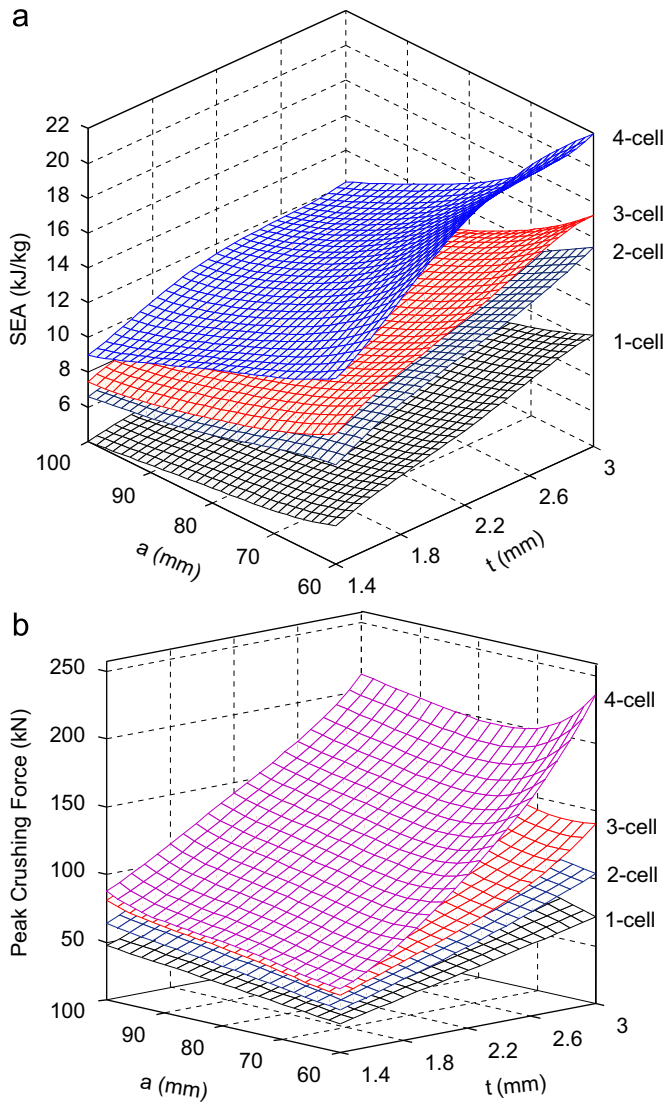 a
22
20
18
16
14
12
10
8
6
SEA (kJ/kg)
100
90
80
70
60
a (mm)
1.4
1.8
2.2
2.6
3
t (mm)
4-cell
3-cell
2-cell
1-cell
b
250
200
150
100
50
Peak Crushing Force (kN)
100
90
80
70
60
a (mm)
1.4
1.8
2.2
2.6
3
t (mm)
4-cell
3-cell
2-cell
1-cell